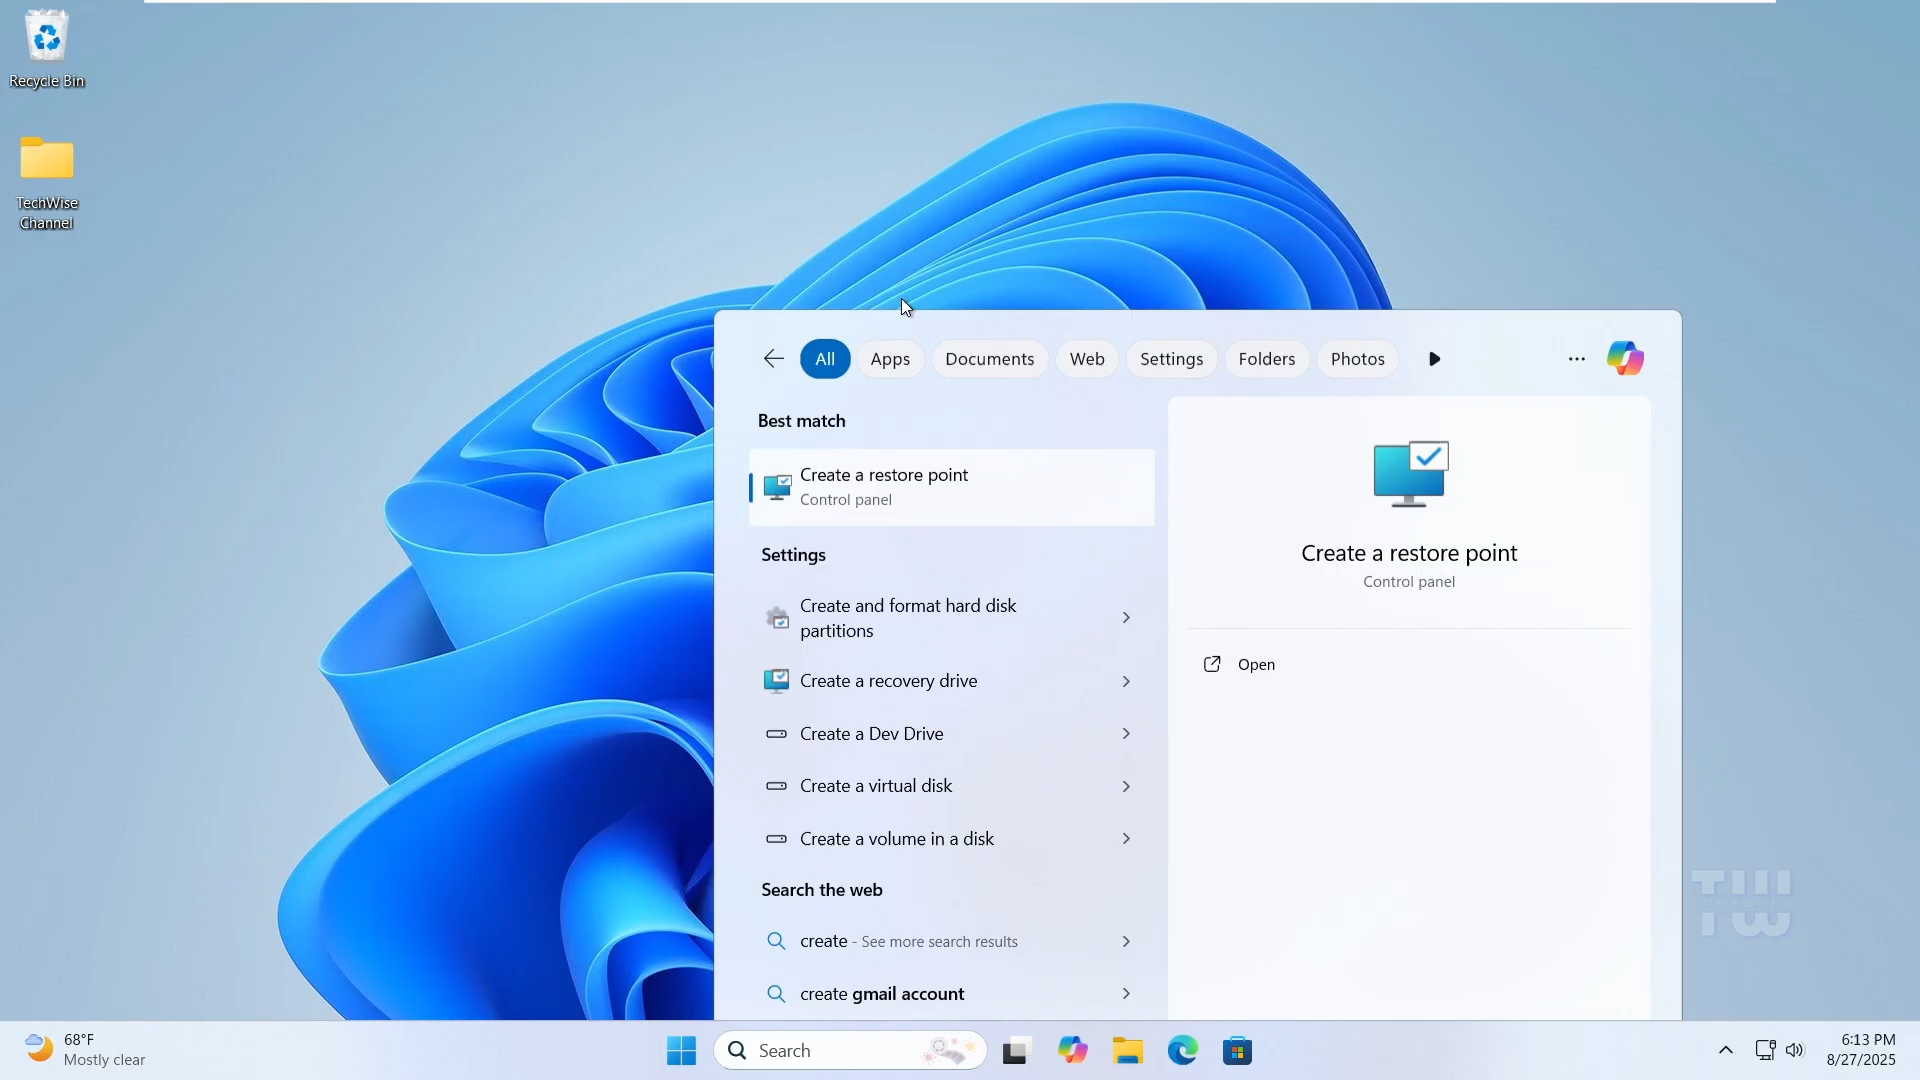 Recycle Bin
TechWise
Channel
All
Apps
Documents
Web
Settings
Folders
Photos
Best match
Create a restore point
Control panel
Settings
Create and format hard disk
partitions
Create a recovery drive
Create a Dev Drive
Create a virtual disk
Create a volume in a disk
Search the web
create - See more search results
create gmail account
Create a restore point
Control panel
Open
TW
68°F
Mostly clear
Search
6:13 PM
8/27/2025